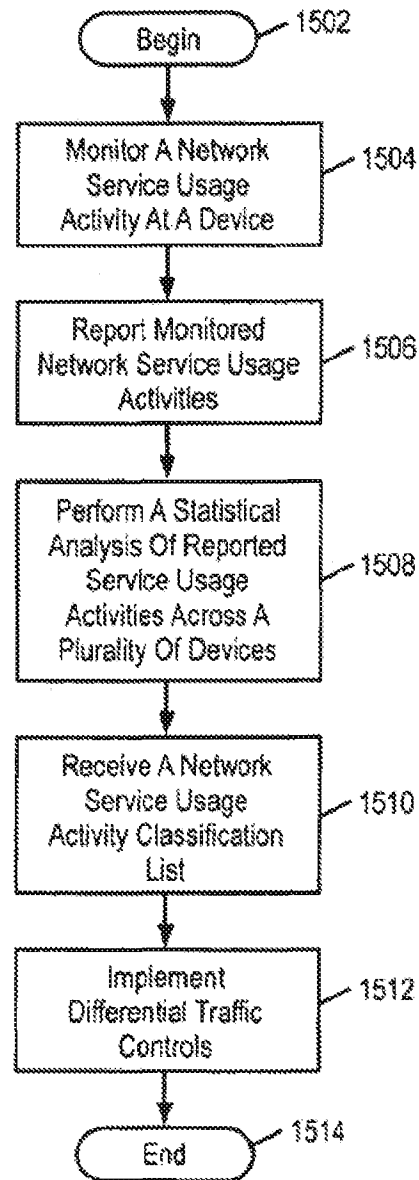 Begin
1502
Monitor A Network
Service Usage
Activity At A Device
1504
Report Monitored
Network Service Usage
Activities
1506
Perform A Statistical
Analysis Of Reported
Service Usage
Activities Across A
Plurality Of Devices
1508
Receive A Network
Service Usage
Activity Classification
List
1510
Implement
Differential Traffic
Controls
1512
End
1514